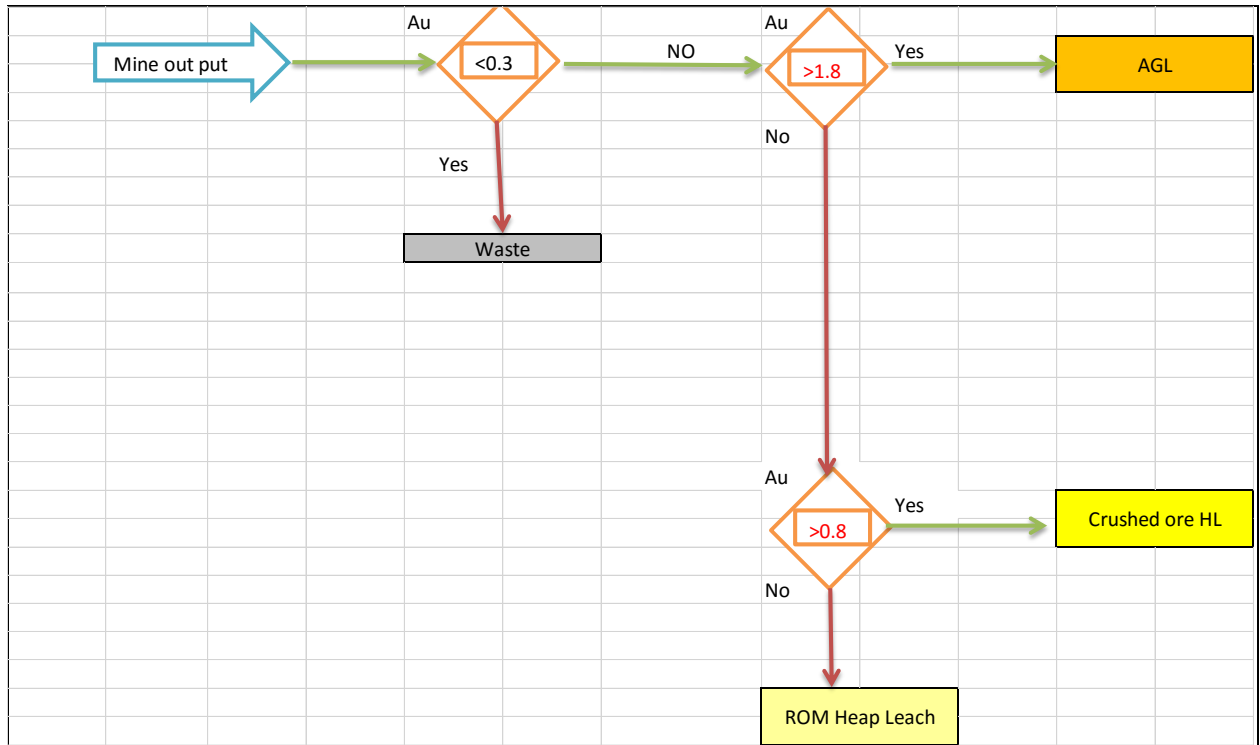 Au
Au
Mine out put
<0.3
NO
>1.8
Yes
AGL
No
Yes
Waste
Au
>0.8
Yes
Crushed ore HL
No
ROM Heap Leach